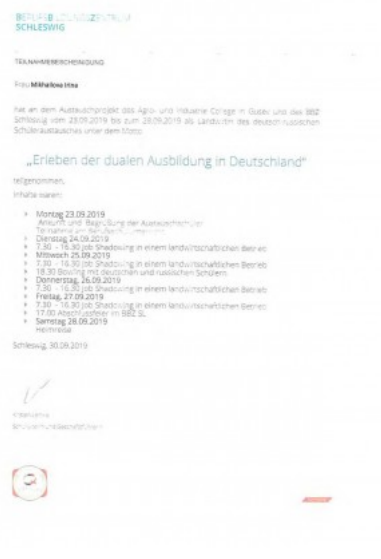 BERUFSBILDUNGSZENTRUM
SCHLESWIG
TEILNAHMEBESCHEINIGUNG
Frau Mikhailova Irina
hat an dem Austauschprojekt des Agro- und Industrie College in Gusev und des BBZ
Schleswig vom 23.09.2019 bis zum 28.09.2019 als Landwirtin des deutsch-russischen
Schüleraustausches unter dem Motto
„Erleben der dualen Ausbildung in Deutschland“
teilgenommen.
Inhalte waren:
Montag 23.09.2019
Ankunft und Begrüßung der Austauschschüler
Teilnahme am
Dienstag 24.09.2019
7.30 - 16.30 Job Shadowing in einem landwirtschaftlichen Betrieb
Mittwoch 25.09.2019
7.30 - 16.30 Job Shadowing in einem landwirtschaftlichen Betrieb
18.30 Bowling mit deutschen und russischen Schülern
Donnerstag, 26.09.2019
7.30 - 16.30 Job Shadowing in einem landwirtschaftlichen Betrieb
Freitag, 27.09.2019
7.30 - 16.30 Job Shadowing in einem landwirtschaftlichen Betrieb
17.00 Abschlussfeier im BBZ SL
Samstag 28.09.2019
Heimreise
Schleswig, 30.09.2019